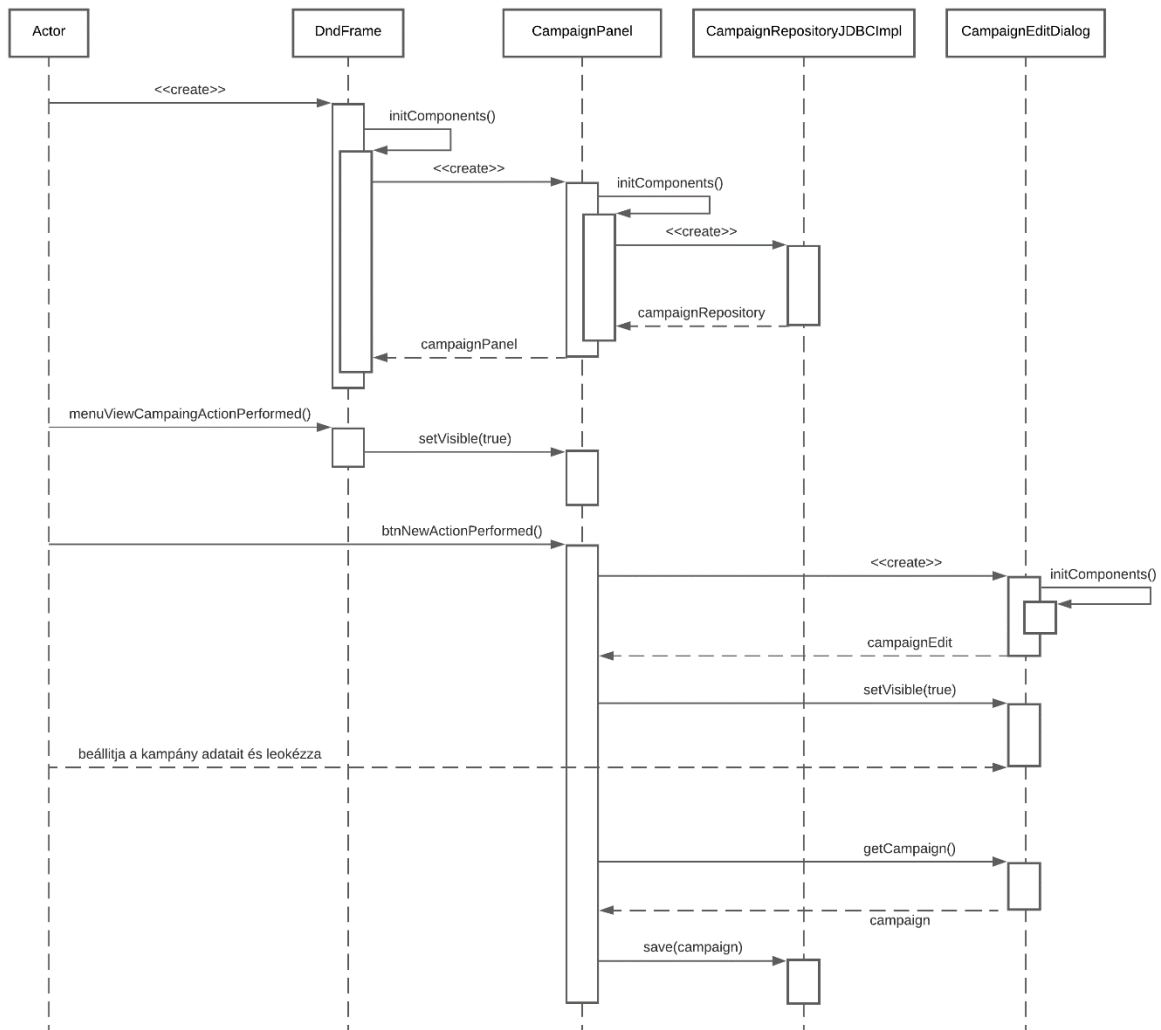 Actor
DndFrame
CampaignPanel
CampaignRepositoryJDBCImpl
CampaignEditDialog
<<create>>
initComponents()
<<create>>
initComponents()
<<create>>
campaignRepository
campaignPanel
menuViewCampaingActionPerformed()
setVisible(true)
btnNewActionPerformed()
<<create>>
initComponents()
campaignEdit
setVisible(true)
beállitja a kampány adatait és leokézza
getCampaign()
campaign
save(campaign)